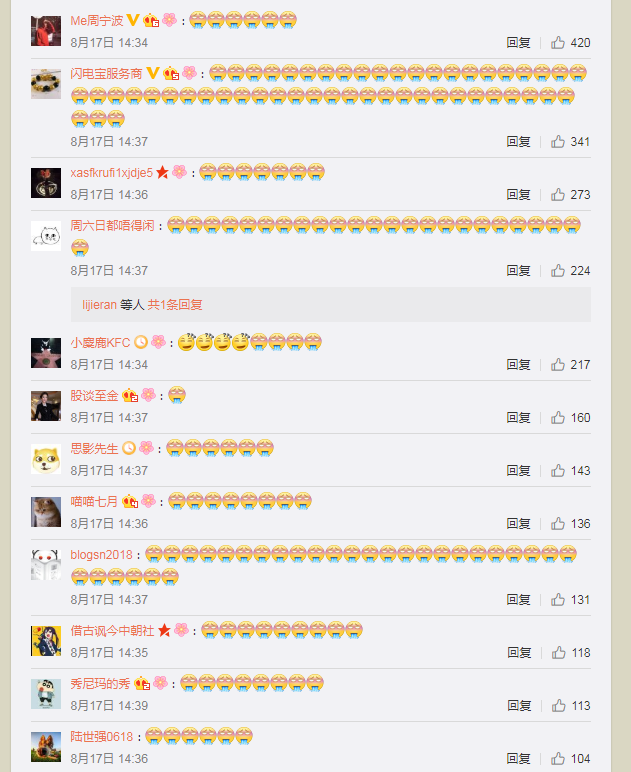 Me周宁波 :
8月17日 14:34 回复 420
闪电宝服务商 :
8月17日 14:37 回复 341
xasfkrufi1xjdje5 :
8月17日 14:36 回复 273
周六日都唔得闲 :
8月17日 14:37 回复 224
lijieran 等人 共1条回复
小麋鹿KFC :
8月17日 14:34 回复 217
股谈至金 :
8月17日 14:37 回复 160
思影先生 :
8月17日 14:37 回复 143
喵喵七月 :
8月17日 14:36 回复 136
blogsn2018 :
8月17日 14:37 回复 131
借古讽今中朝社 :
8月17日 14:35 回复 118
秀尼玛的秀 :
8月17日 14:39 回复 113
陆世强0618 :
8月17日 14:36 回复 104